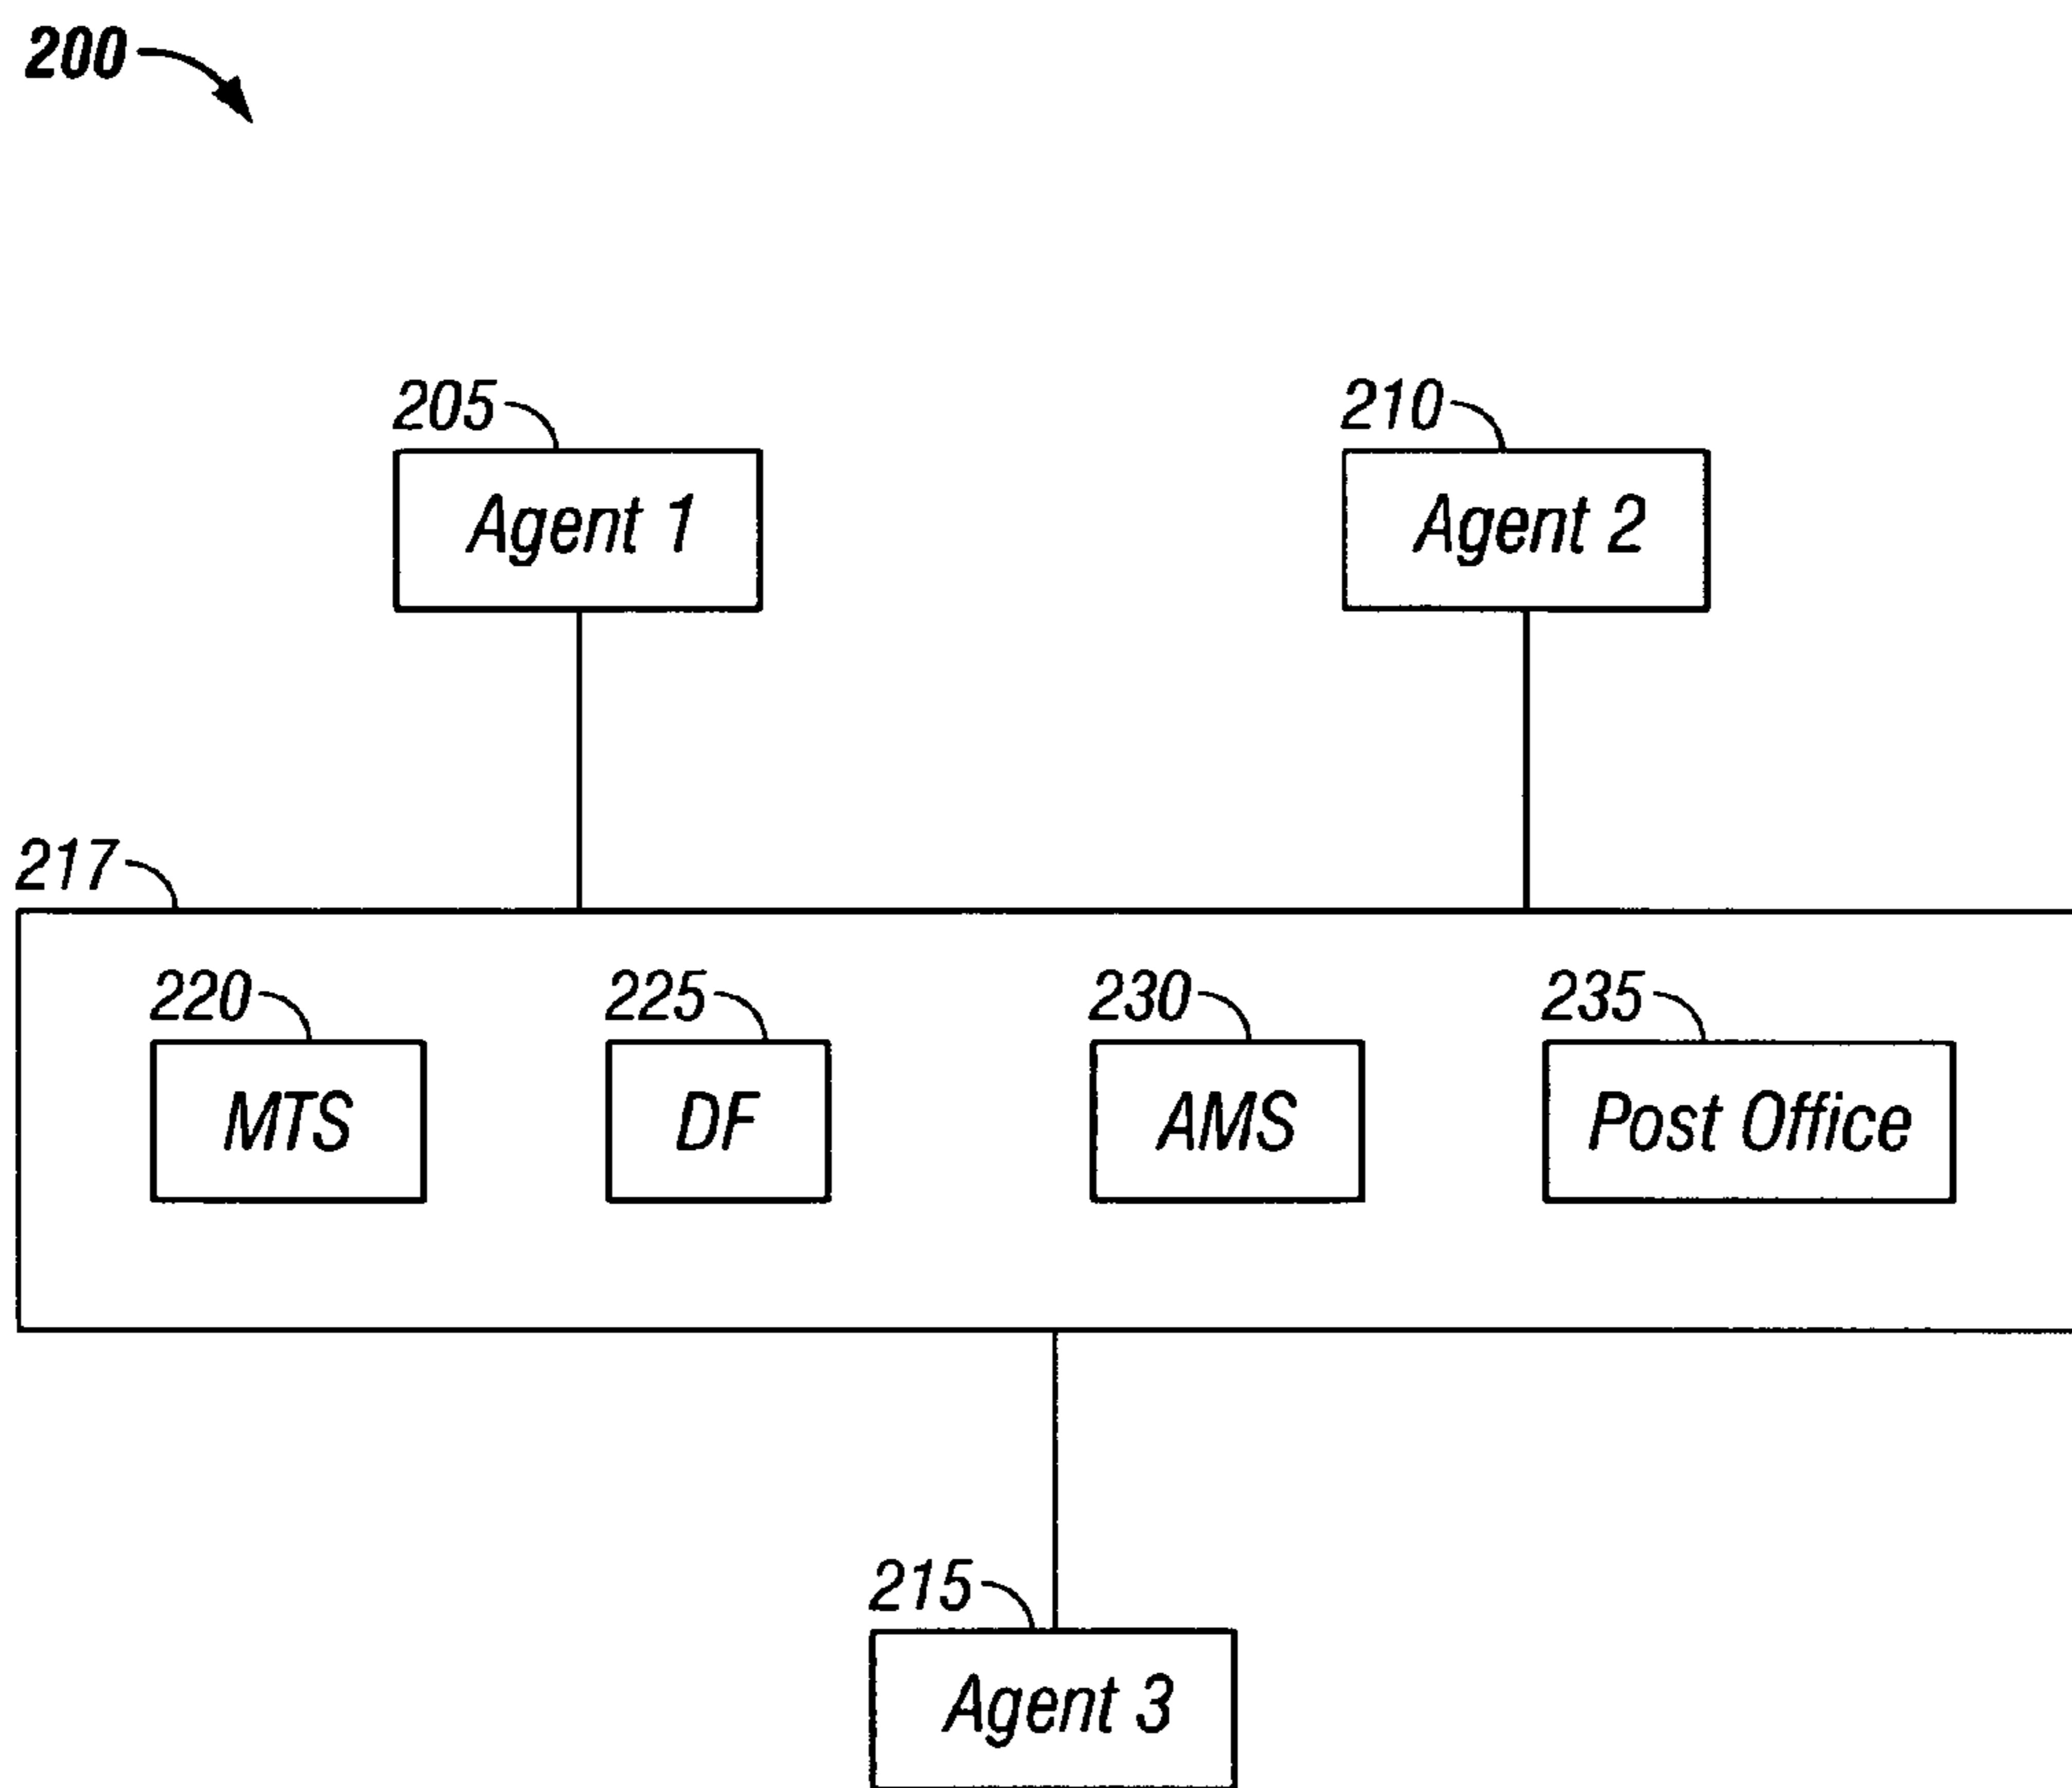 200
205 210
Agent 1 Agent 2
217
220 225 230 235
MTS DF AMS Post Office
215
Agent 3